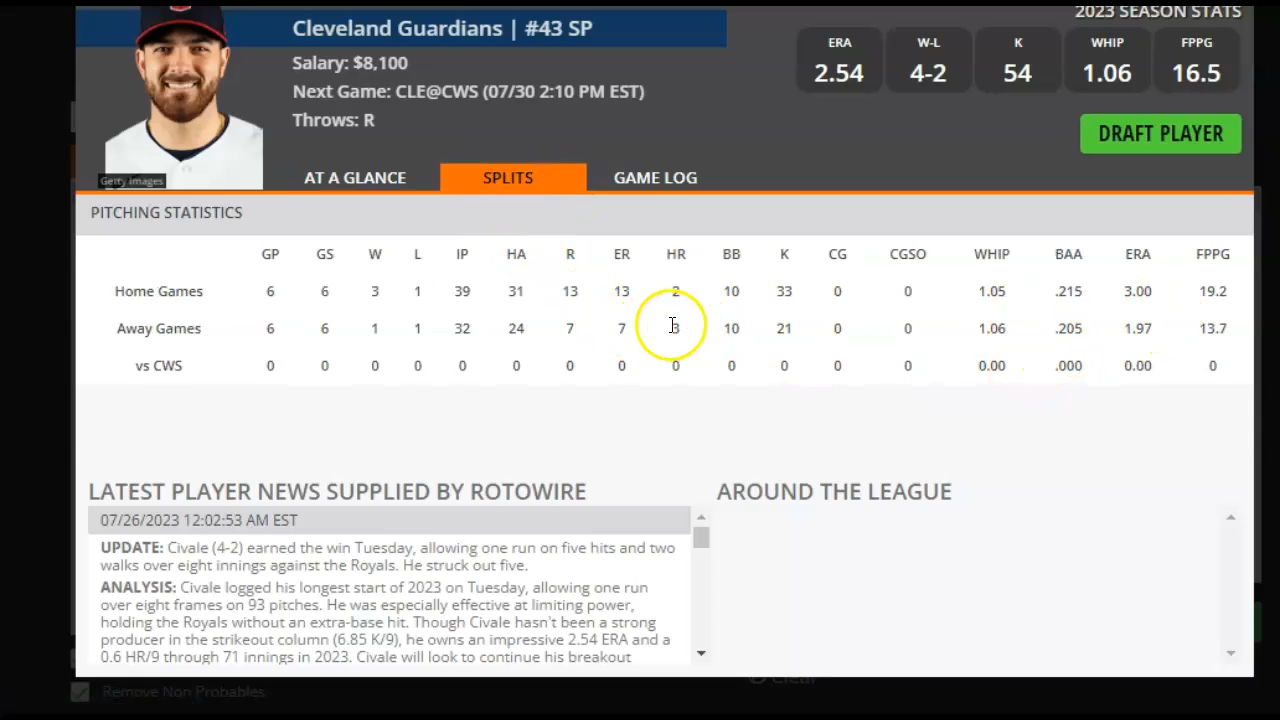 Cleveland Guardians | #43 SP
Salary: $8,100
Next Game: CLE@CWS (07/30 2:10 PM EST)
Throws: R
2023 SEASON STATS
ERA W-L K WHIP FPPG
2.54 4-2 54 1.06 16.5
DRAFT PLAYER
Getty Images
AT A GLANCE SPLITS GAME LOG
PITCHING STATISTICS
GP GS W L IP HA R ER HR BB K CG CGSO WHIP BAA ERA FPPG
Home Games 6 6 3 1 39 31 13 13 2 10 33 0 0 1.05 .215 3.00 19.2
Away Games 6 6 1 1 32 24 7 7 3 10 21 0 0 1.06 .205 1.97 13.7
vs CWS 0 0 0 0 0 0 0 0 0 0 0 0 0 0.00 .000 0.00 0
LATEST PLAYER NEWS SUPPLIED BY ROTOWIRE
07/26/2023 12:02:53 AM EST
UPDATE: Civale (4-2) earned the win Tuesday, allowing one run on five hits and two
walks over eight innings against the Royals. He struck out five.
ANALYSIS: Civale logged his longest start of 2023 on Tuesday, allowing one run
over eight frames on 93 pitches. He was especially effective at limiting power,
holding the Royals without an extra-base hit. Though Civale hasn't been a strong
producer in the strikeout column (6.85 K/9), he owns an impressive 2.54 ERA and a
0.6 HR/9 through 71 innings in 2023. Civale will look to continue his breakout
AROUND THE LEAGUE
Remove Non Probables
Clear